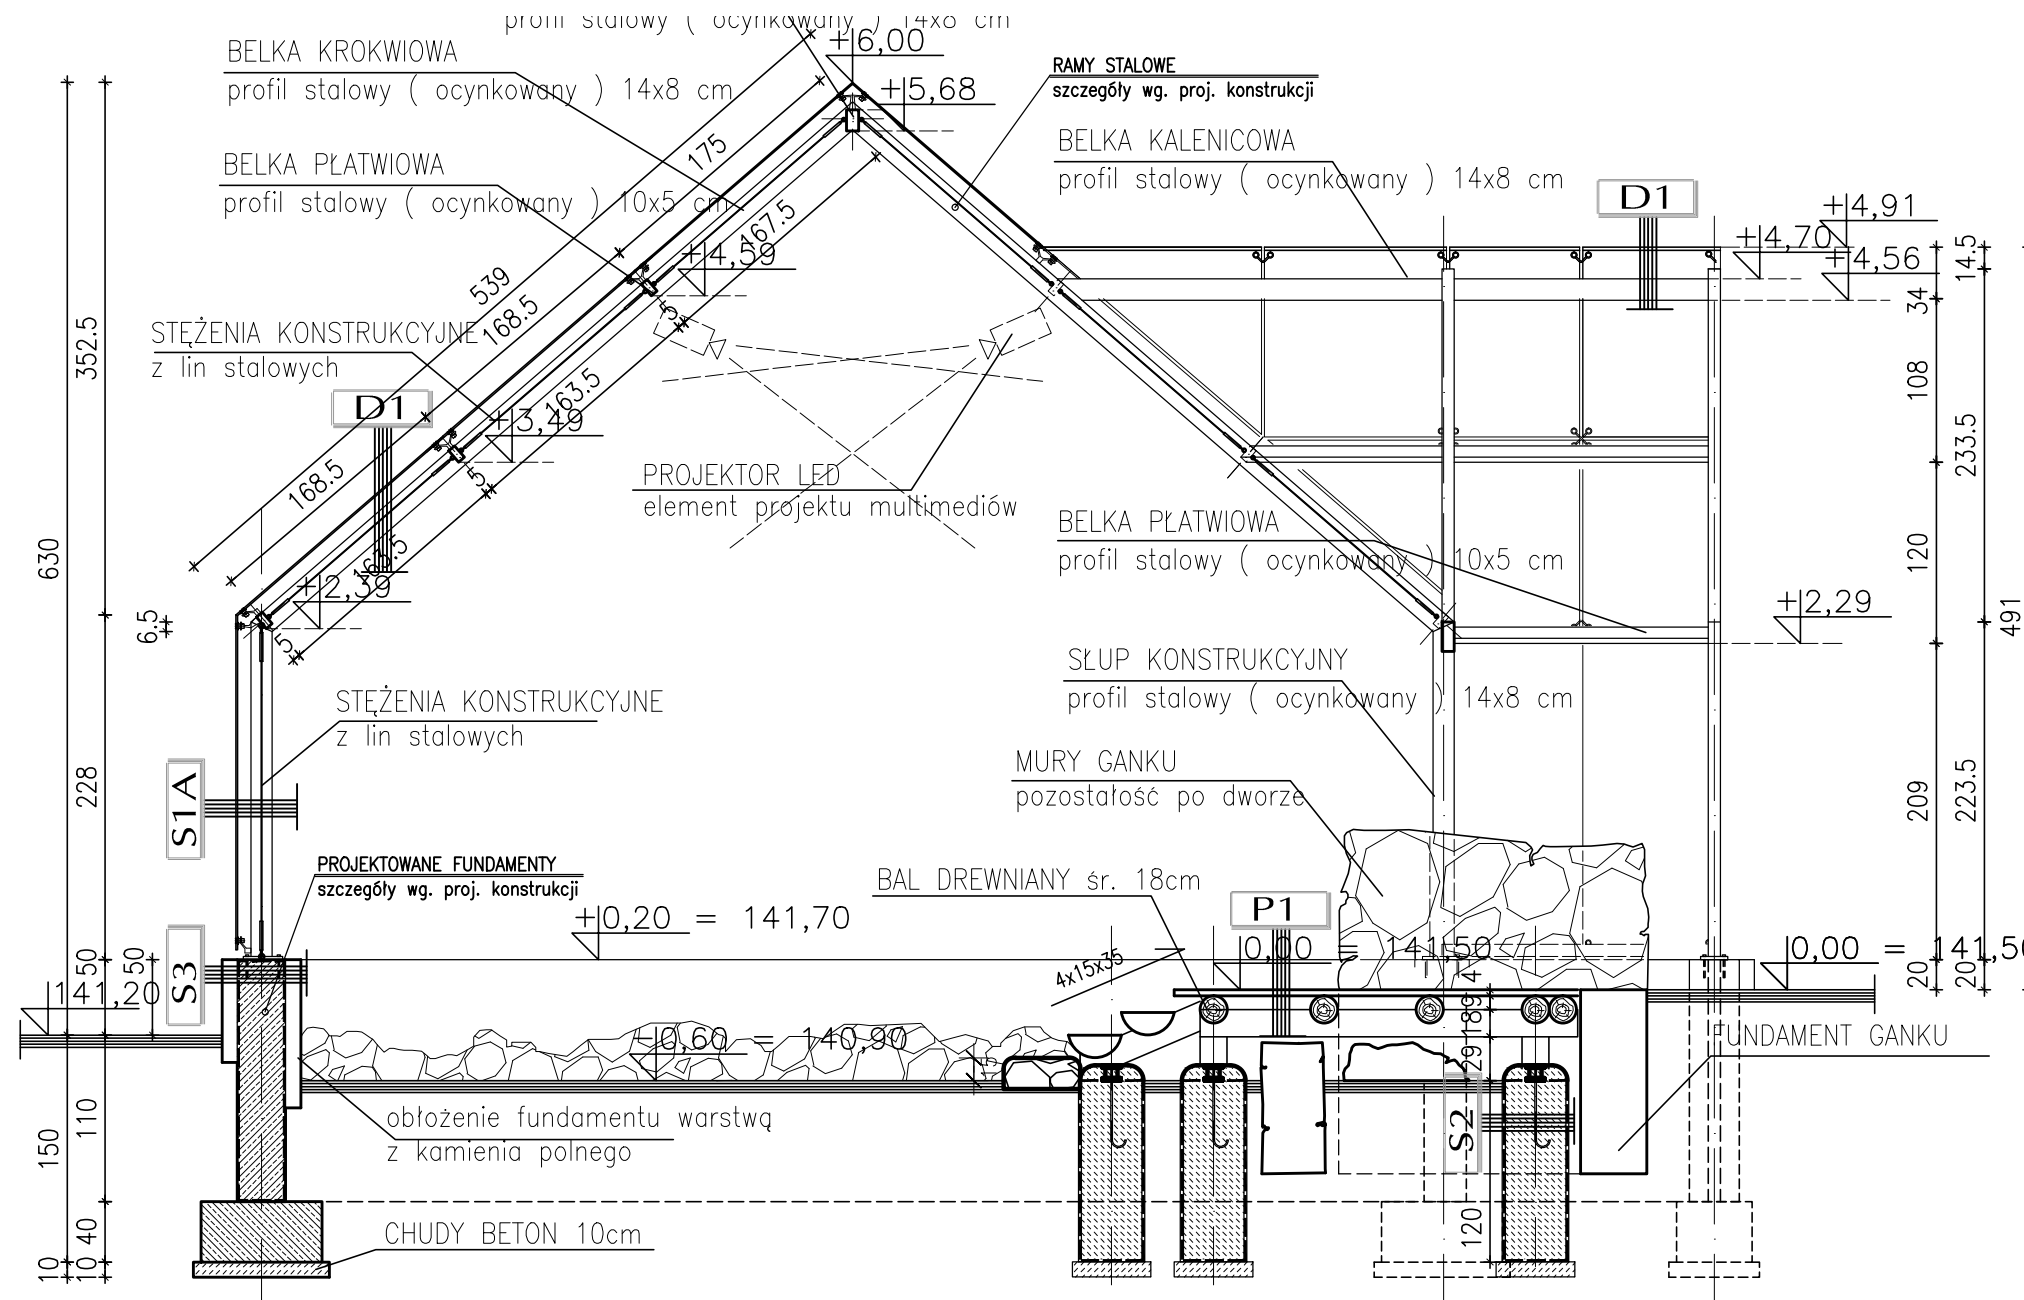 profil stalowy ( ocynkowany ) 14x8 cm
BELKA KROKWIOWA
profil stalowy ( ocynkowany ) 14x8 cm
+6,00
+5,68
RAMY STALOWE
szczegóły wg. proj. konstrukcji
BELKA KALENICOWA
profil stalowy ( ocynkowany ) 14x8 cm
BELKA PŁATWIOWA
profil stalowy ( ocynkowany ) 10x5 cm
175
167.5
D1
+4,91
+4,70
+4,56
+4,59
539
168.5
5
14.5
34
STĘŻENIA KONSTRUKCYJNE
z lin stalowych
352.5
D1
163.5
+3,49
108
233.5
168.5
5
PROJEKTOR LED
element projektu multimediów
BELKA PŁATWIOWA
profil stalowy ( ocynkowany ) 10x5 cm
120
630
163.5
+2,39
+2,29
6.5
5
491
SŁUP KONSTRUKCYJNY
profil stalowy ( ocynkowany ) 14x8 cm
STĘŻENIA KONSTRUKCYJNE
z lin stalowych
MURY GANKU
pozostałość po dworze
228
S1A
209
223.5
PROJEKTOWANE FUNDAMENTY
szczegóły wg. proj. konstrukcji
BAL DREWNIANY śr. 18cm
P1
+0,20 = 141,70
0,00 = 141,50
0,00 = 141,50
4x15x35
50
50
S3
141,20
4
20
20
189
-0,60 = 140,90
15
29
FUNDAMENT GANKU
obłożenie fundamentu warstwą
z kamienia polnego
110
150
S2
120
CHUDY BETON 10cm
40
10
10